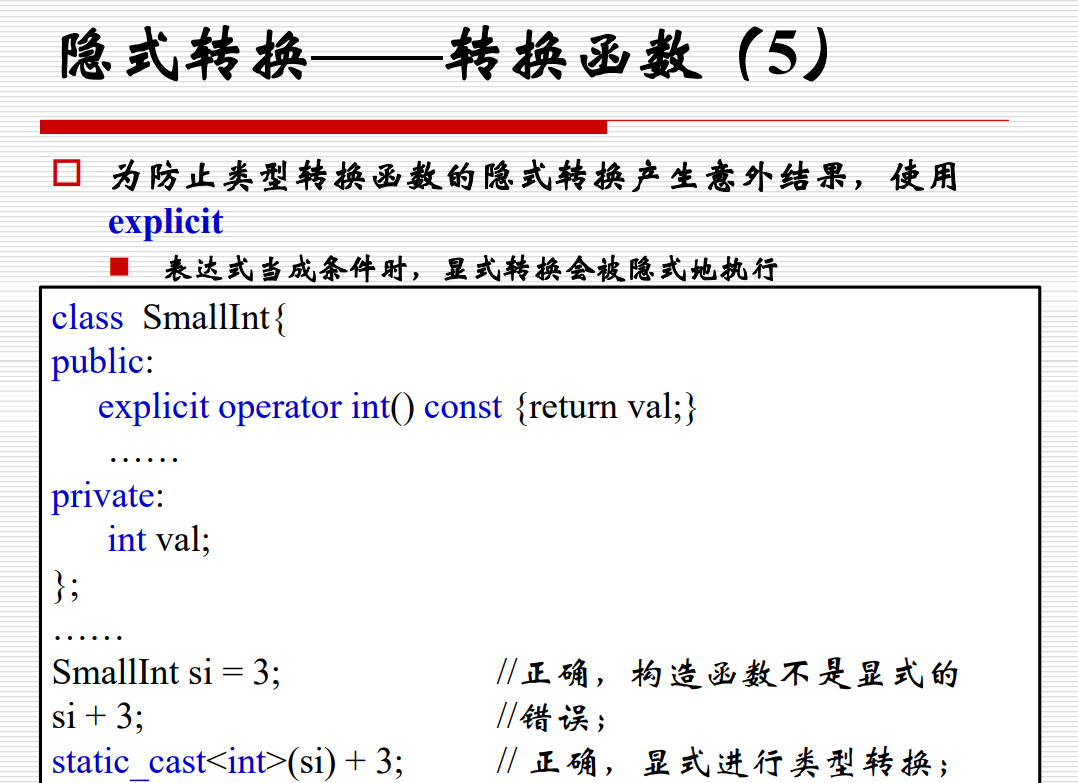 隐式转换——转换函数（5）
为防止类型转换函数的隐式转换产生意外结果，使用
explicit
表达式当成条件时，显式转换会被隐式地执行
class SmallInt{
public:
explicit operator int() const {return val;}
……
private:
int val;
};
……
SmallInt si = 3; //正确，构造函数不是显式的
si + 3; //错误；
static_cast<int>(si) + 3; // 正确，显式进行类型转换；